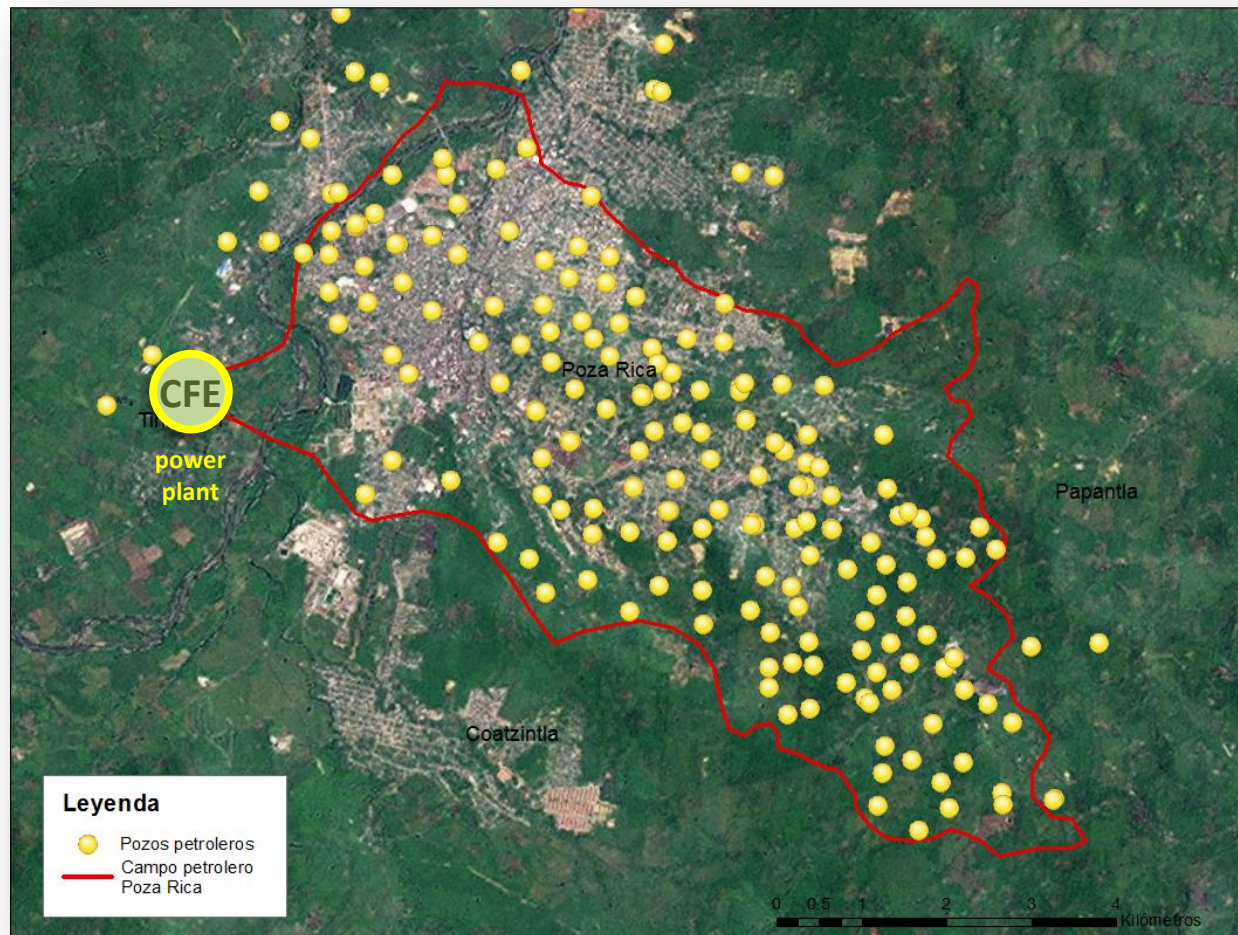 CFE
power
plant
Poza Rica
Papantla
Coatzintla
Leyenda
Pozos petroleros
Campo petrolero
Poza Rica
0 0.5 1 2 3 4
Kilómetros